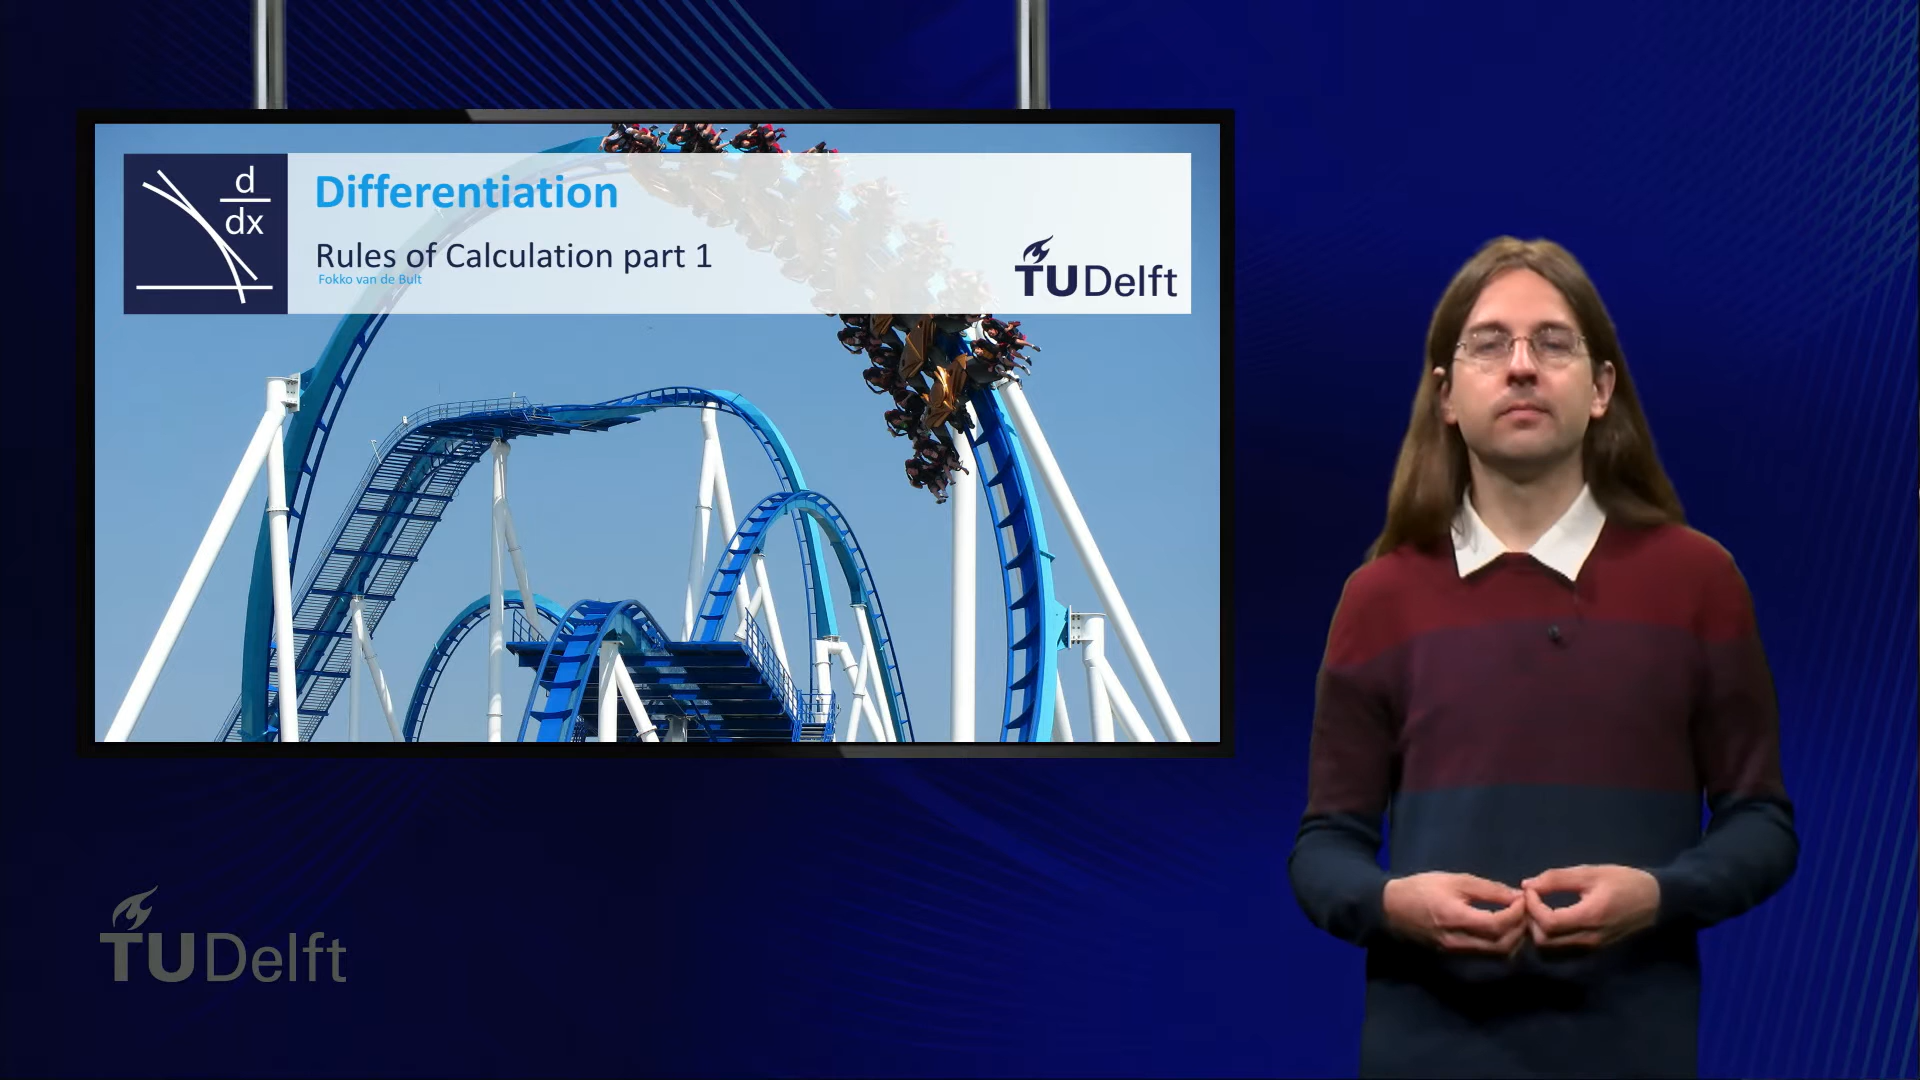 d
dx
Differentiation
Rules of Calculation part 1
Fokko van de Bult
TUDelft
TUDelft